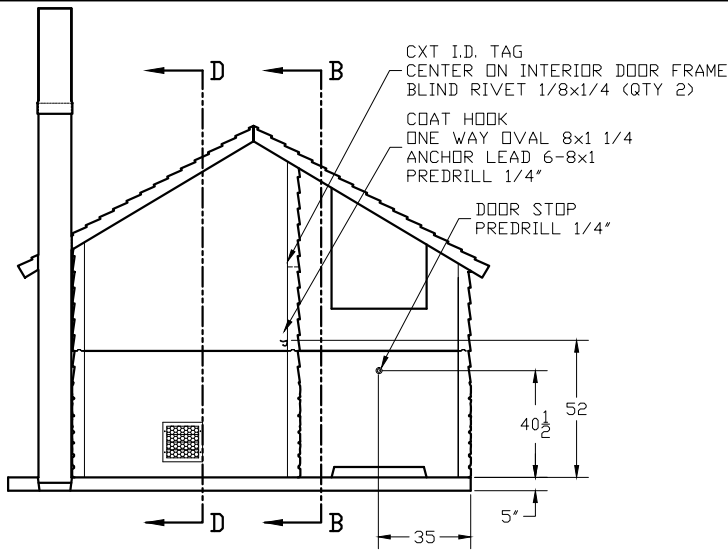 D
B
CXT I.D. TAG
CENTER ON INTERIOR DOOR FRAME
BLIND RIVET 1/8x1/4 (QTY 2)
COAT HOOK
ONE WAY OVAL 8x1 1/4
ANCHOR LEAD 6-8x1
PREDRILL 1/4"
DOOR STOP
PREDRILL 1/4"
52
40 1/2
5"
D
B
35